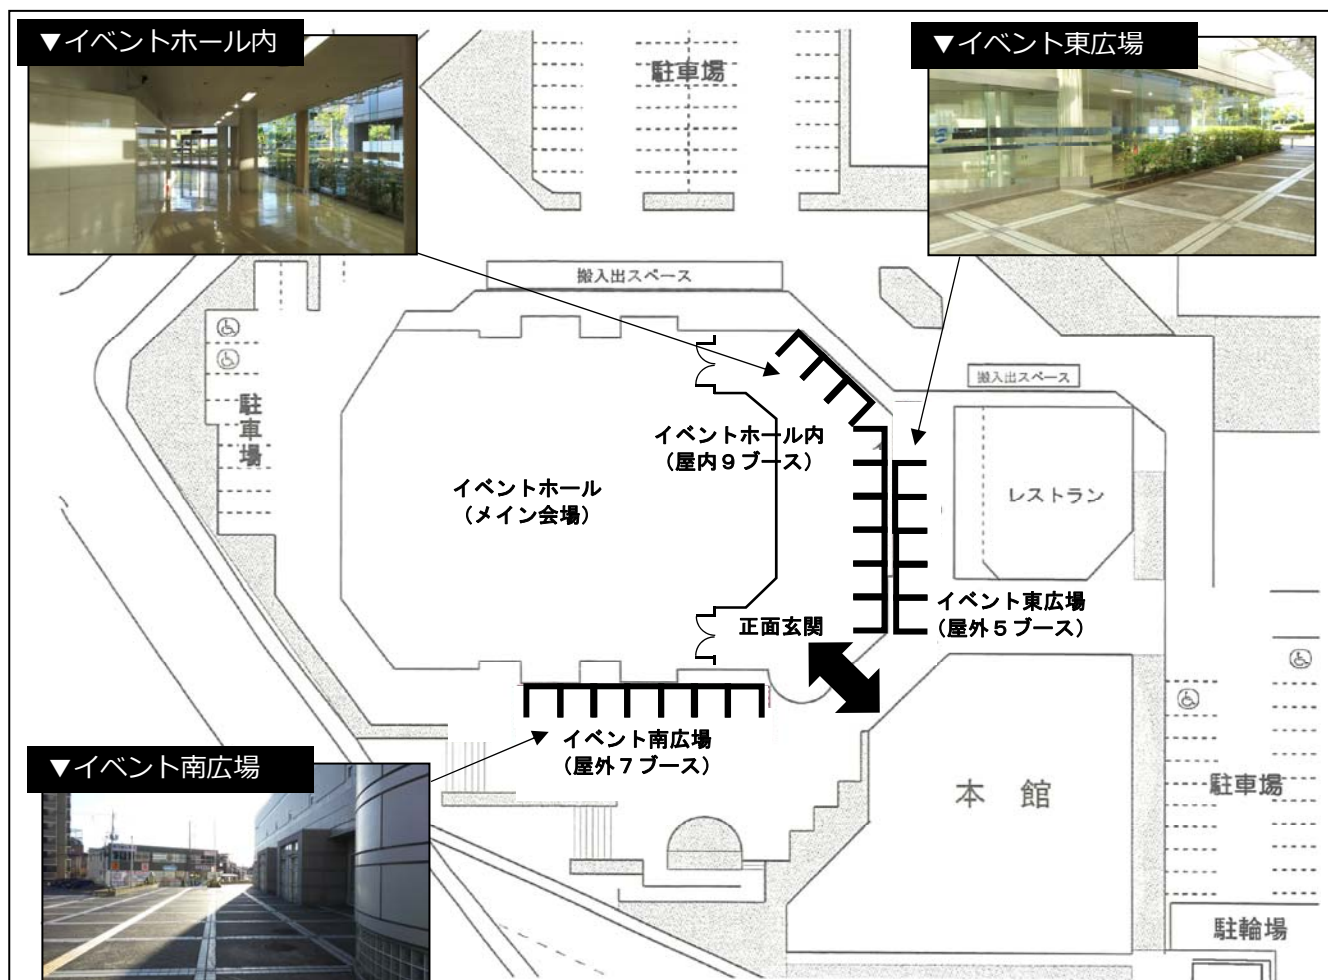 ▼イベントホール内
駐車場
▼イベント東広場
搬入出スペース
搬入出スペース
駐車場
イベントホール内
(屋内9ブース)
イベントホール
(メイン会場)
レストラン
正面玄関
イベント東広場
(屋外5ブース)
イベント南広場
(屋外7ブース)
▼イベント南広場
本 館
駐車場
駐輪場